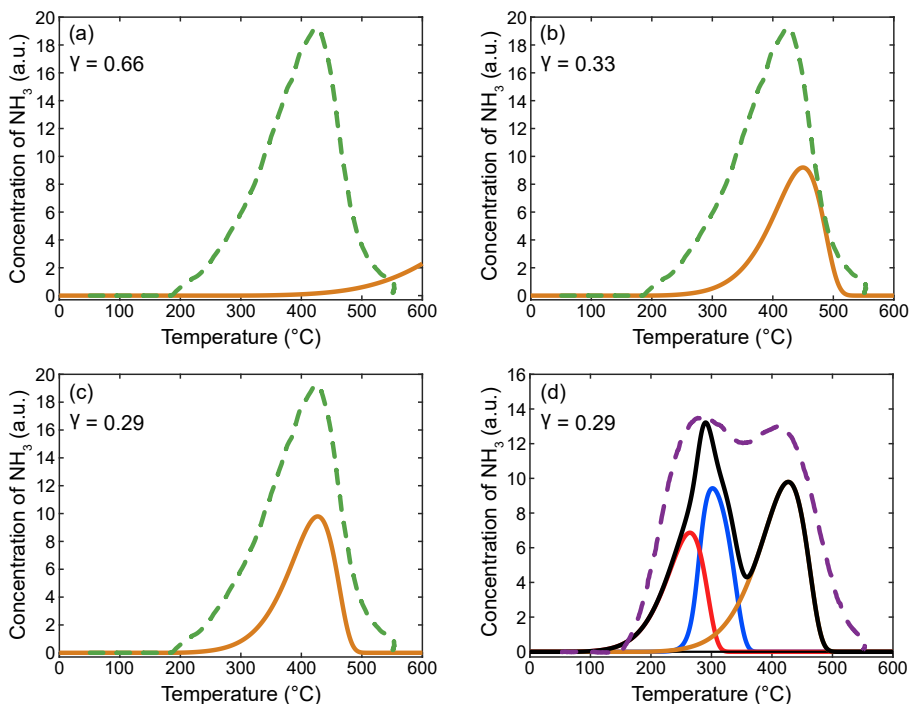 (a)
γ = 0.66
Concentration of NH3 (a.u.)
20
18
16
14
12
10
8
6
4
2
0
0 100 200 300 400 500 600
Temperature (°C)
(b)
γ = 0.33
Concentration of NH3 (a.u.)
20
18
16
14
12
10
8
6
4
2
0
0 100 200 300 400 500 600
Temperature (°C)
(c)
γ = 0.29
Concentration of NH3 (a.u.)
20
18
16
14
12
10
8
6
4
2
0
0 100 200 300 400 500 600
Temperature (°C)
(d)
γ = 0.29
Concentration of NH3 (a.u.)
16
14
12
10
8
6
4
2
0
0 100 200 300 400 500 600
Temperature (°C)